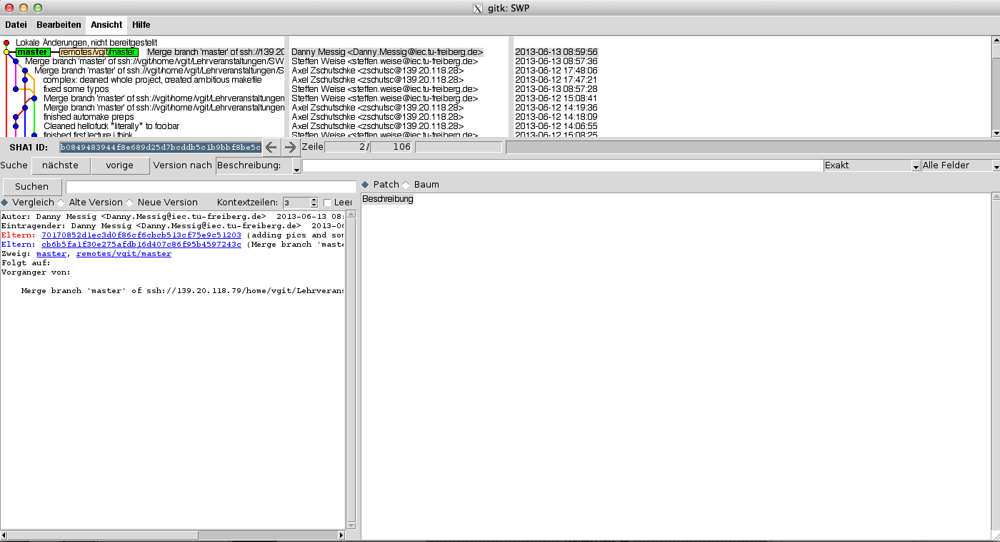 gitk: SWP
Datei Bearbeiten Ansicht Hilfe
Lokale Änderungen, nicht bereitgestellt
master remotes/vgit/master Merge branch 'master' of ssh://139.20 Danny Messig <Danny.Messig@iec.tu-freiberg.de> 2013-06-13 08:59:56
Merge branch 'master' of ssh://vgit/home/vgit/Lehrveranstaltungen/SW Steffen Weise <steffen.weise@iec.tu-freiberg.de> 2013-06-13 08:57:36
Merge branch 'master' of ssh://vgit/home/vgit/Lehrveranstaltungen/S Axel Zschutschke <zschutsc@139.20.118.28> 2013-06-12 17:48:06
complex: cleaned whole project, created ambitious makefile Axel Zschutschke <zschutsc@139.20.118.28> 2013-06-12 17:47:21
fixed some typos Steffen Weise <steffen.weise@iec.tu-freiberg.de> 2013-06-13 08:57:28
Merge branch 'master' of ssh://vgit/home/vgit/Lehrveranstaltungen Steffen Weise <steffen.weise@iec.tu-freiberg.de> 2013-06-12 15:08:41
Merge branch 'master' of ssh://vgit/home/vgit/Lehrveranstaltungen Axel Zschutschke <zschutsc@139.20.118.28> 2013-06-12 14:19:36
finished automake preps Axel Zschutschke <zschutsc@139.20.118.28> 2013-06-12 14:18:09
Cleaned hellofuck *literally* to foobar Axel Zschutschke <zschutsc@139.20.118.28> 2013-06-12 14:06:55
finished first lecture i think Steffen Weise <steffen.weise@iec.tu-freiberg.de> 2013-06-12 15:08:25
SHA1 ID: b0849483944f8e689d25d7bcddb5c1b9bbf8be5c Zeile 2 / 106
Suche nächste vorige Version nach Beschreibung: Exakt Alle Felder
Suchen
Patch Baum
Vergleich Alte Version Neue Version Kontextzeilen: 3 Leer
Beschreibung
Autor: Danny Messig <Danny.Messig@iec.tu-freiberg.de> 2013-06-13 08:
Eintragender: Danny Messig <Danny.Messig@iec.tu-freiberg.de> 2013-06
Eltern: 70170852d1ec3d0f86cf6cbcb513cf75e9c51203 (adding pics and som
Eltern: cb6b5fa1f30e275afdb16d407c86f95b4597243c (Merge branch 'maste
Zweig: master, remotes/vgit/master
Folgt auf:
Vorgänger von:
Merge branch 'master' of ssh://139.20.118.79/home/vgit/Lehrverans